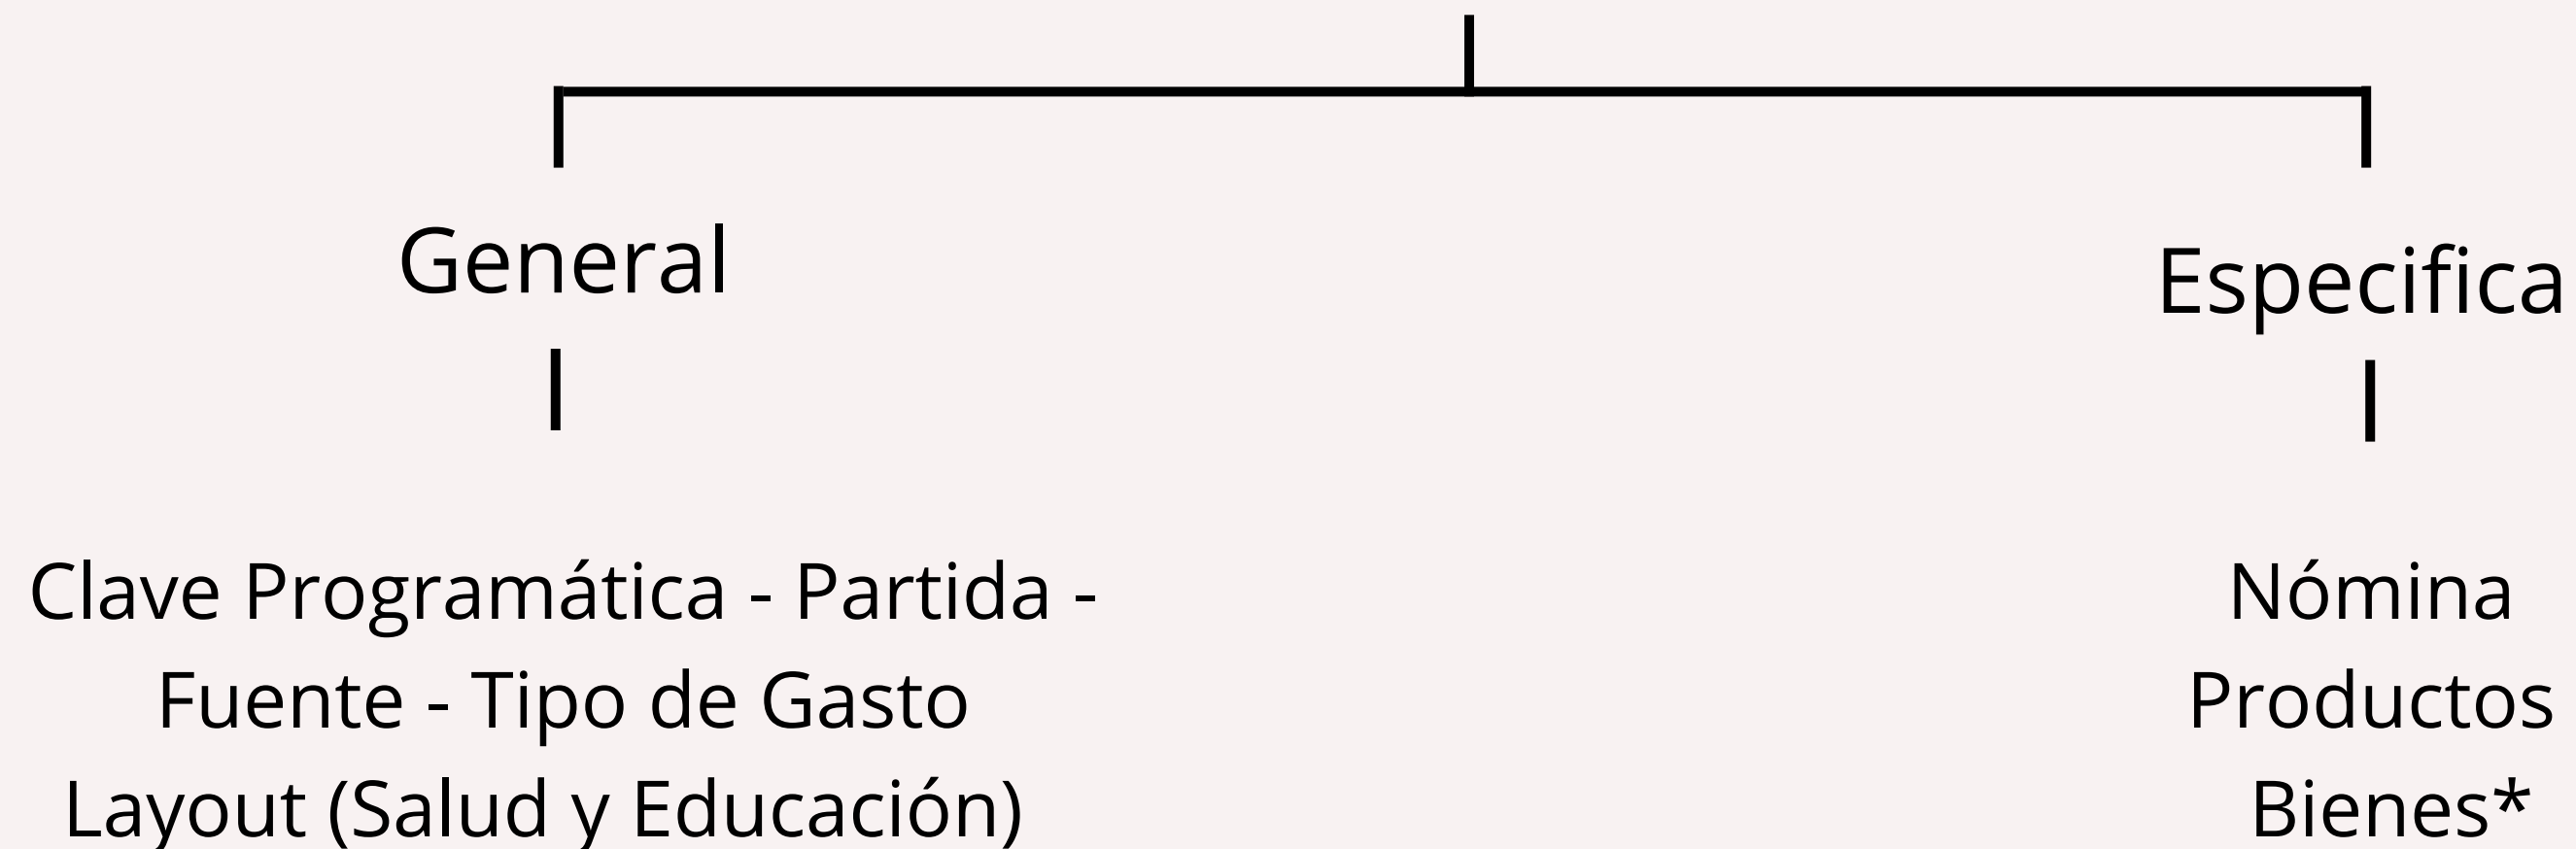 General
Especifica
Clave Programática - Partida -
Fuente - Tipo de Gasto
Layout (Salud y Educación)
Nómina
Productos
Bienes*